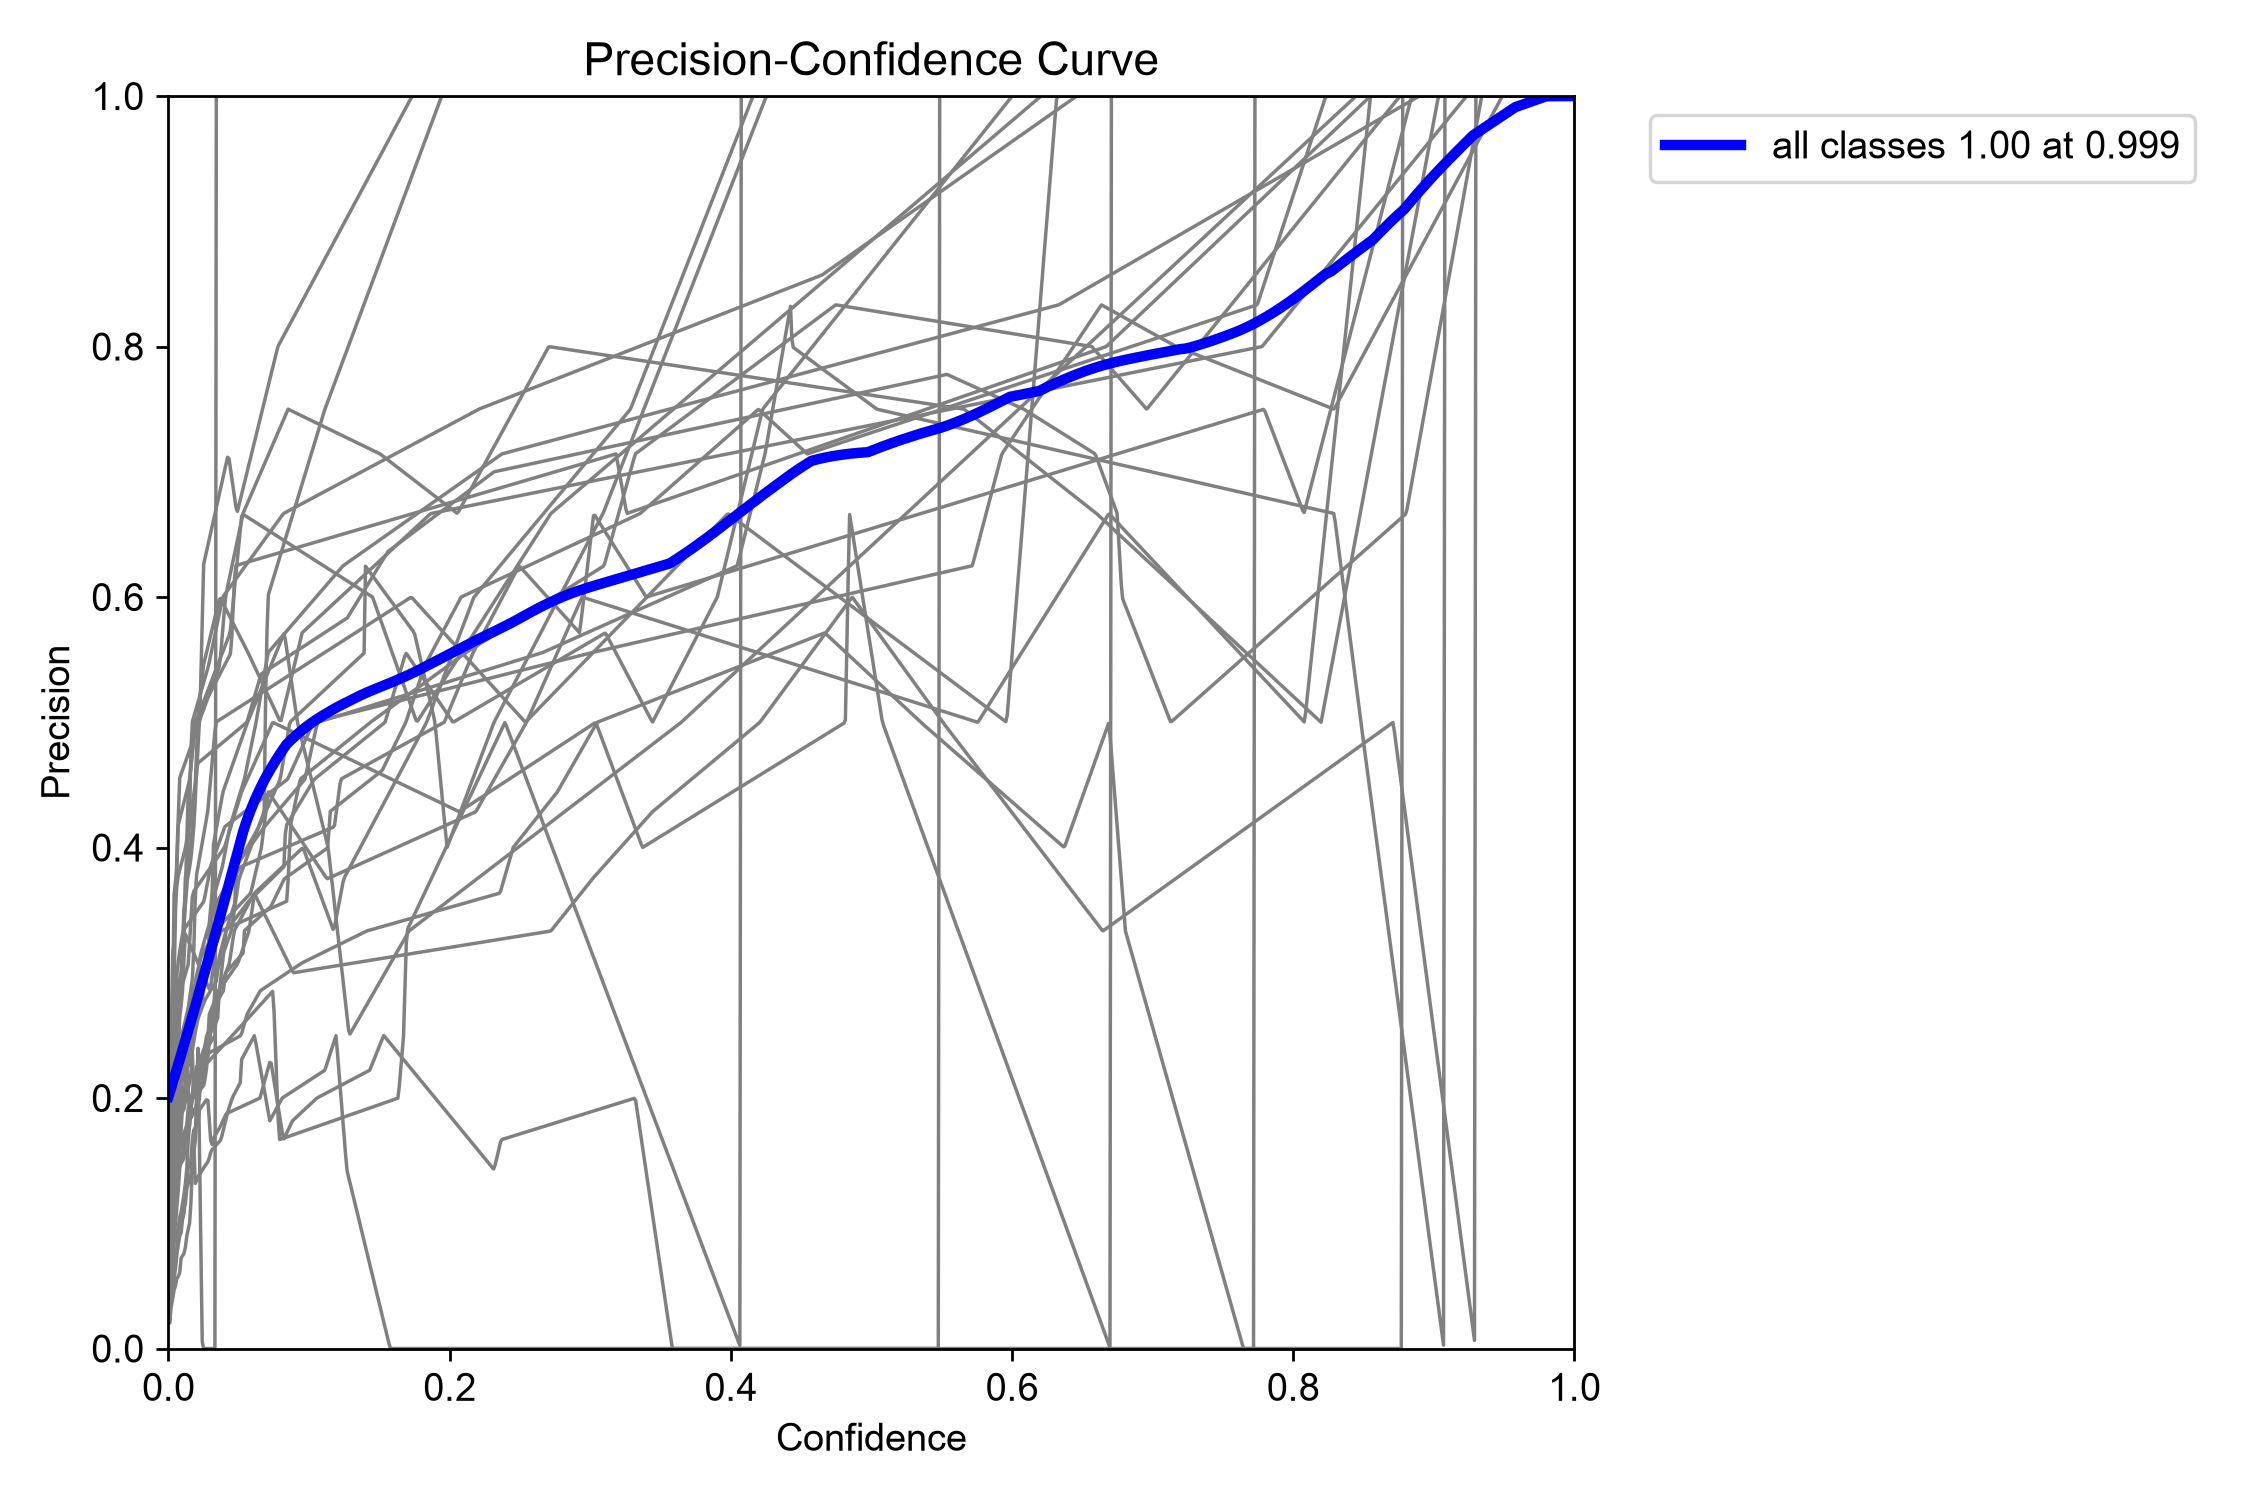 Precision-Confidence Curve
all classes 1.00 at 0.999
Precision
1.0
0.8
0.6
0.4
0.2
0.0
0.0 0.2 0.4 0.6 0.8 1.0
Confidence